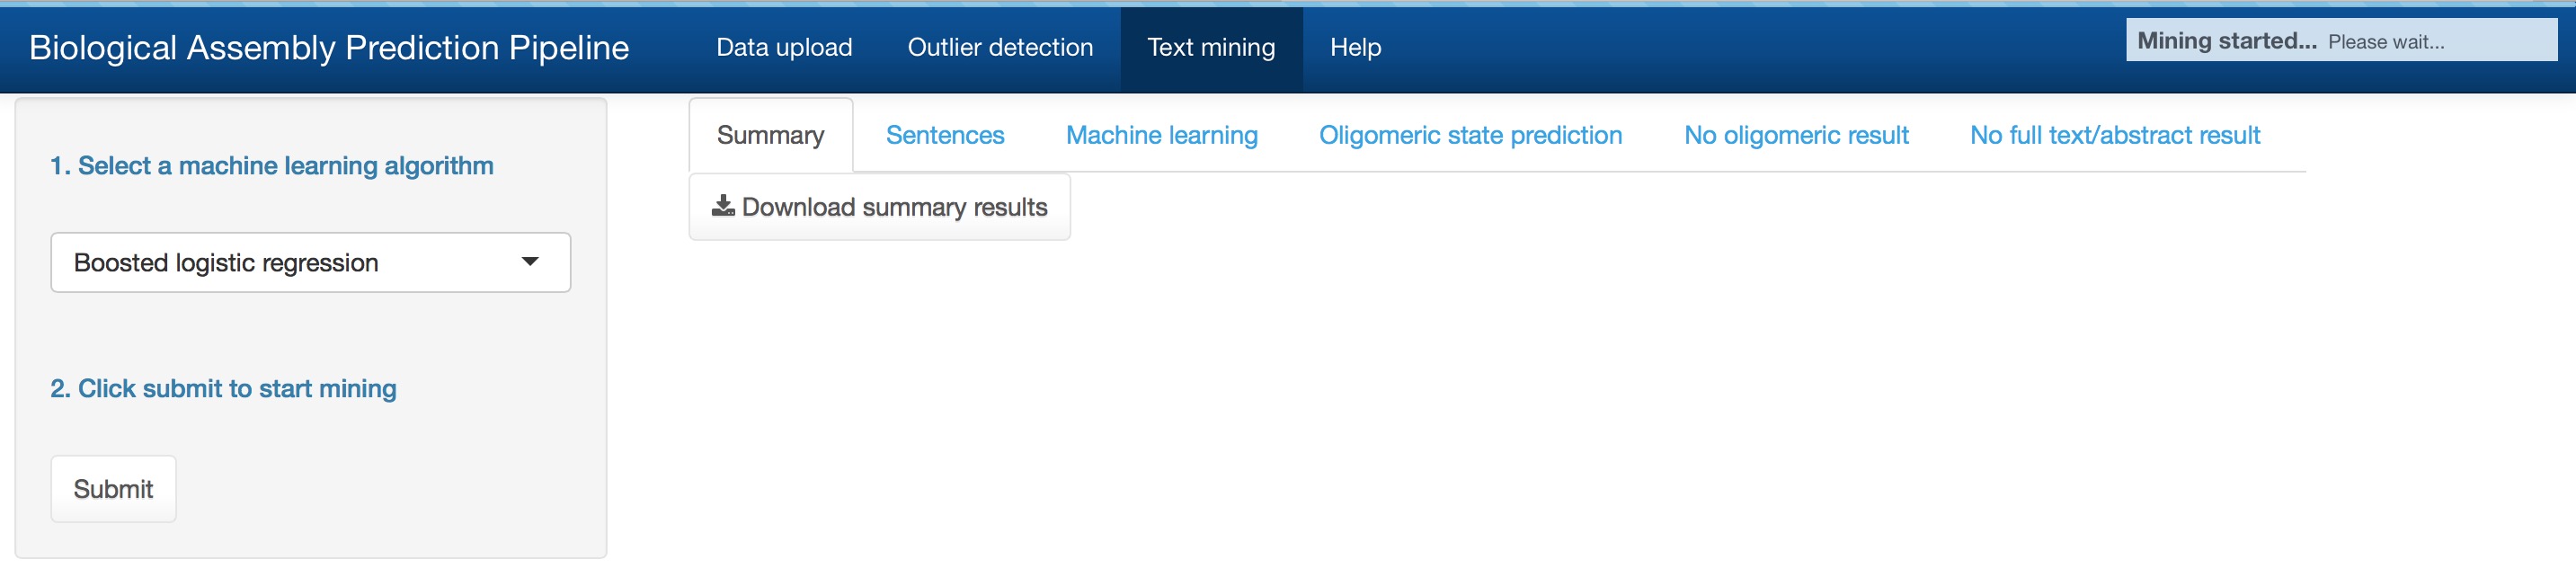 Biological Assembly Prediction Pipeline Data upload Outlier detection Text mining Help Mining started... Please wait...
Summary Sentences Machine learning Oligomeric state prediction No oligomeric result No full text/abstract result
1. Select a machine learning algorithm
Download summary results
Boosted logistic regression
2. Click submit to start mining
Submit